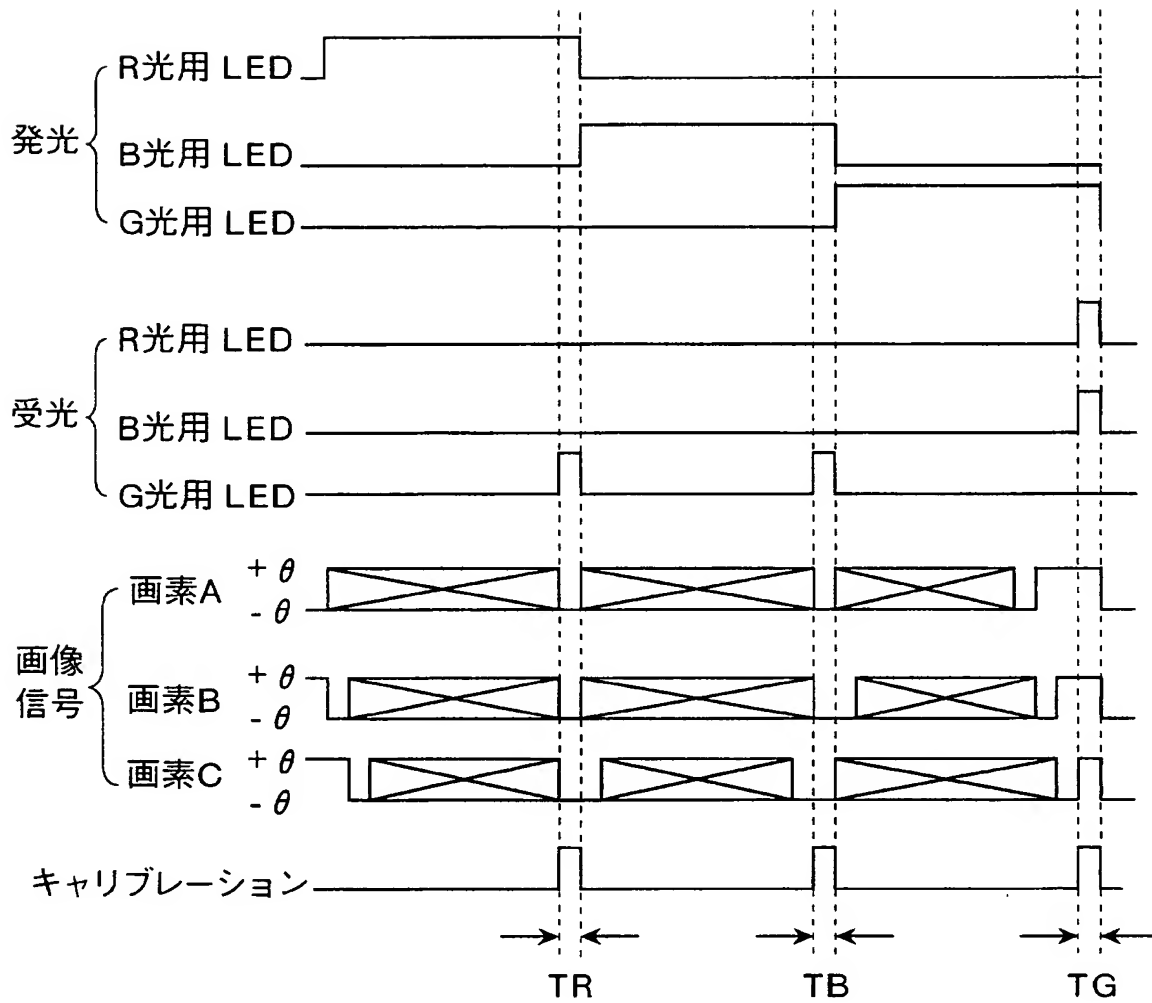 発光
R光用 LED
B光用 LED
G光用 LED
受光
R光用 LED
B光用 LED
G光用 LED
画像
信号
画素A
+ θ
- θ
画素B
+ θ
- θ
画素C
+ θ
- θ
キャリブレーション
TR
TB
TG